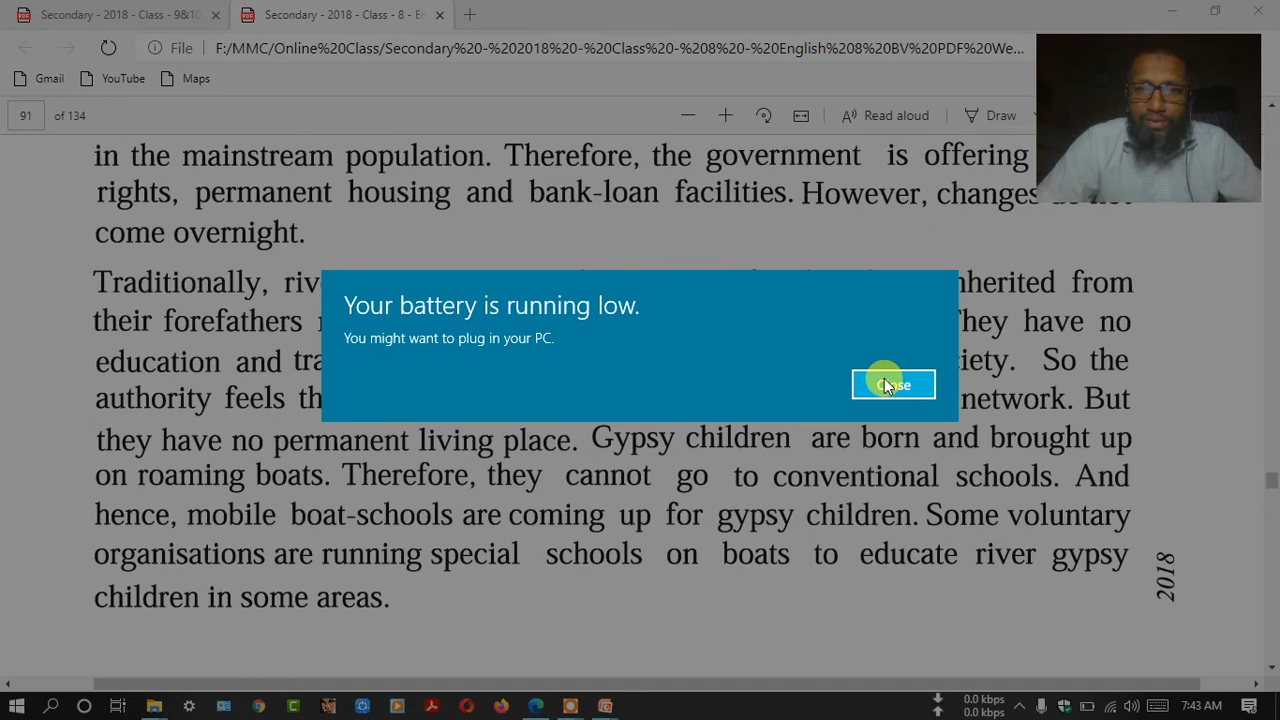 Secondary - 2018 - Class - 9&10
Secondary - 2018 - Class - 8 - En
File
F:/MMC/Online%20Class/Secondary%20-%202018%20-%20Class%20-%208%20-%20English%208%20BV%20PDF%20We...
Gmail
YouTube
Maps
91 of 134
Read aloud
Draw
in the mainstream population. Therefore, the government is offering
rights, permanent housing and bank-loan facilities. However, changes do not
come overnight.
Traditionally, inherited from
their forefathers They have no
education and So the
authority feels network. But
they have no permanent living place. Gypsy children are born and brought up
on roaming boats. Therefore, they cannot go to conventional schools. And
hence, mobile boat-schools are coming up for gypsy children. Some voluntary
organisations are running special schools on boats to educate river gypsy
children in some areas.
2018
Your battery is running low.
You might want to plug in your PC.
Close
0.0 kbps
0.0 kbps
7:43 AM